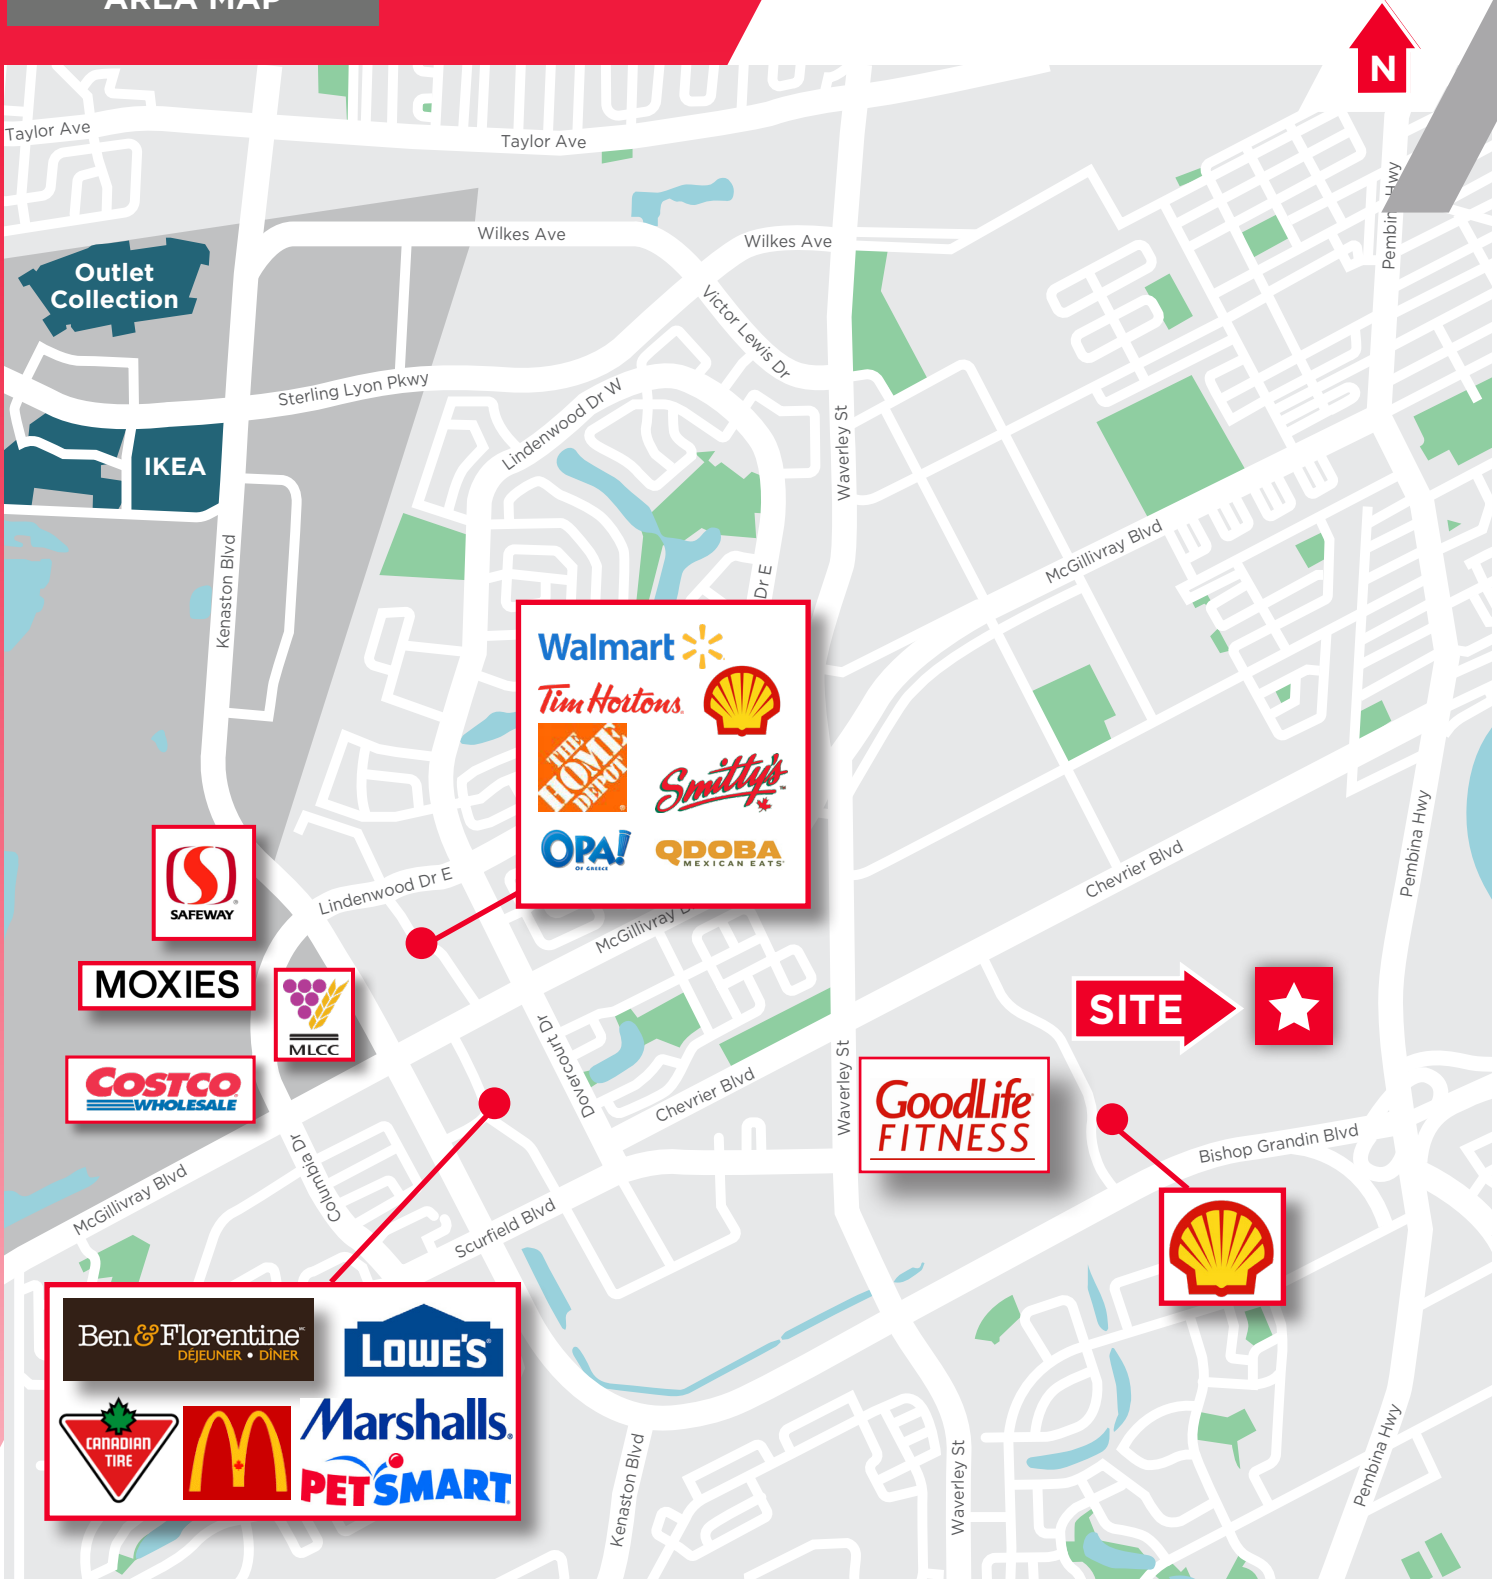 AREA MAP
N
Taylor Ave
Taylor Ave
Pembina Hwy
Wilkes Ave
Wilkes Ave
Outlet
Collection
Victor Lewis Dr
Sterling Lyon Pkwy
Lindenwood Dr W
Waverley St
IKEA
McGillivray Blvd
Kenaston Blvd
Dr E
Walmart
Tim Hortons
THE
HOME
DEPOT
Smitty's
OPA!
OF GREECE
QDOBA
MEXICAN EATS
Pembina Hwy
Chevrier Blvd
SAFEWAY
Lindenwood Dr E
McGillivray B
MOXIES
MLCC
SITE
COSTCO
WHOLESALE
Dovercourt Dr
Chevrier Blvd
Waverley St
GoodLife
FITNESS
Bishop Grandin Blvd
Columbia Dr
McGillivray Blvd
Scurfield Blvd
Ben & Florentine
DÉJEUNER • DÎNER
LOWE'S
CANADIAN
TIRE
Marshalls
PETSMART
Kenaston Blvd
Waverley St
Pembina Hwy